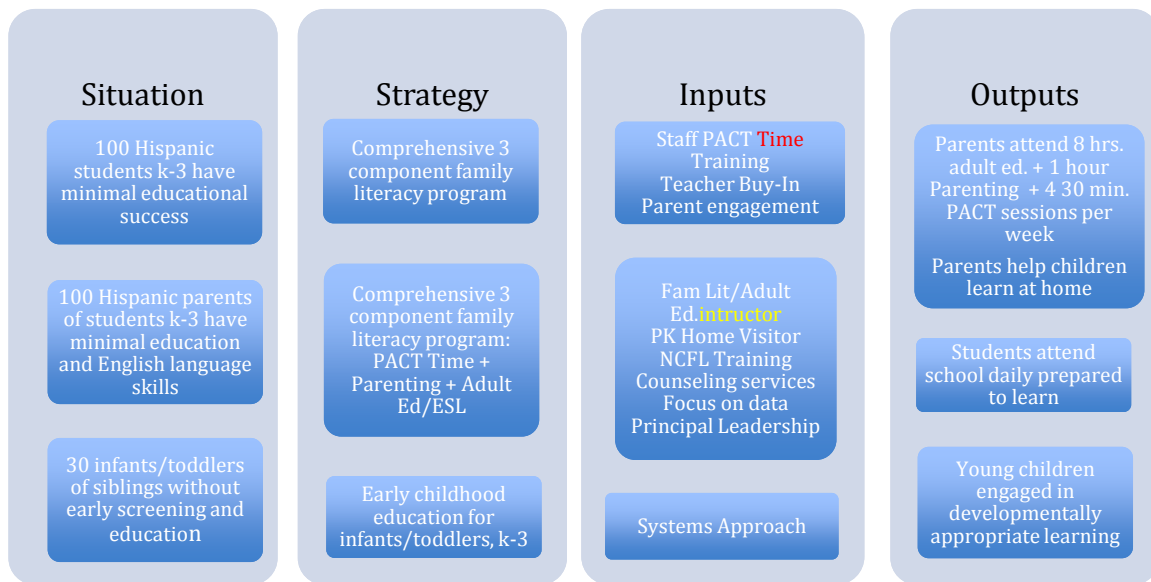 Situation
100 Hispanic
students k-3 have
minimal educational
success
100 Hispanic parents
of students k-3 have
minimal education
and English language
skills
30 infants/toddlers
of siblings without
early screening and
education
Strategy
Comprehensive 3
component family
literacy program
Comprehensive 3
component family
literacy program:
PACT Time +
Parenting + Adult
Ed/ESL
Early childhood
education for
infants/toddlers, k-3
Inputs
Staff PACT Time
Training
Teacher Buy-In
Parent engagement
Fam Lit/Adult
Ed.intructor
PK Home Visitor
NCFL Training
Counseling services
Focus on data
Principal Leadership
Systems Approach
Outputs
Parents attend 8 hrs.
adult ed. + 1 hour
Parenting + 4 30 min.
PACT sessions per
week
Parents help children
learn at home
Students attend
school daily prepared
to learn
Young children
engaged in
developmentally
appropriate learning